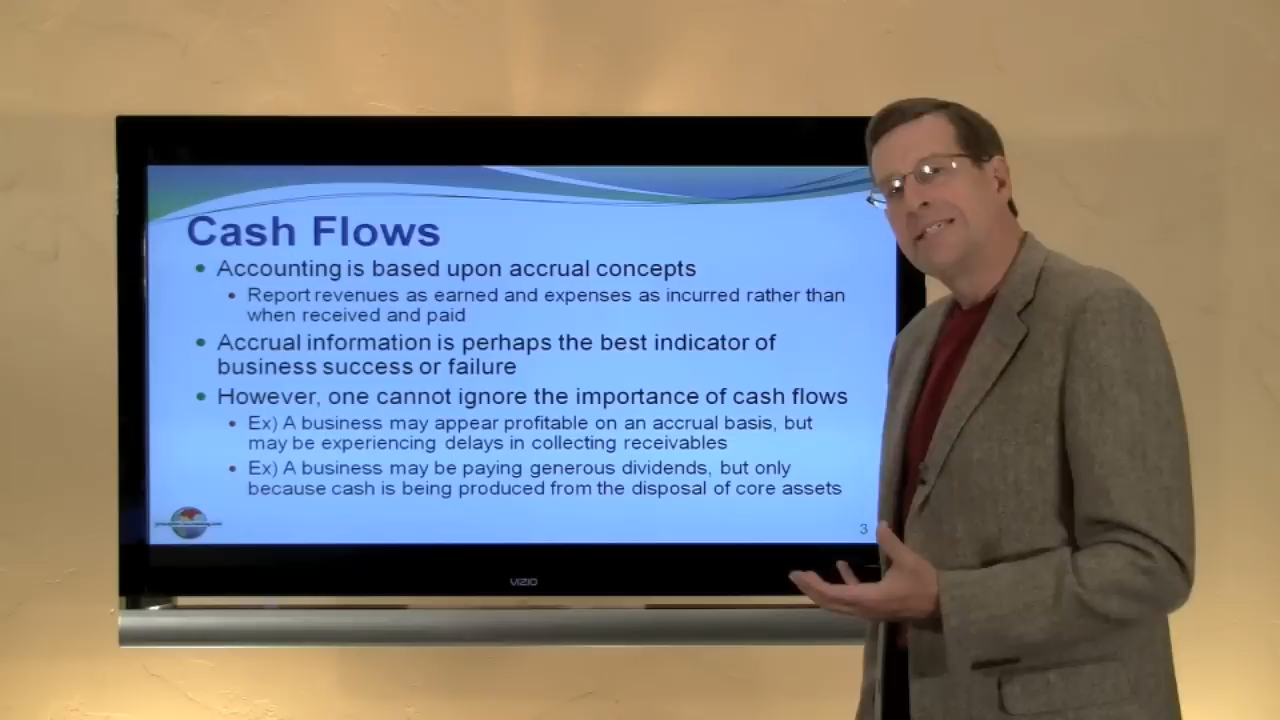 Cash Flows
• Accounting is based upon accrual concepts
• Report revenues as earned and expenses as incurred rather than
when received and paid
• Accrual information is perhaps the best indicator of
business success or failure
• However, one cannot ignore the importance of cash flows
• Ex) A business may appear profitable on an accrual basis, but
may be experiencing delays in collecting receivables
• Ex) A business may be paying generous dividends, but only
because cash is being produced from the disposal of core assets
3
VIZIO